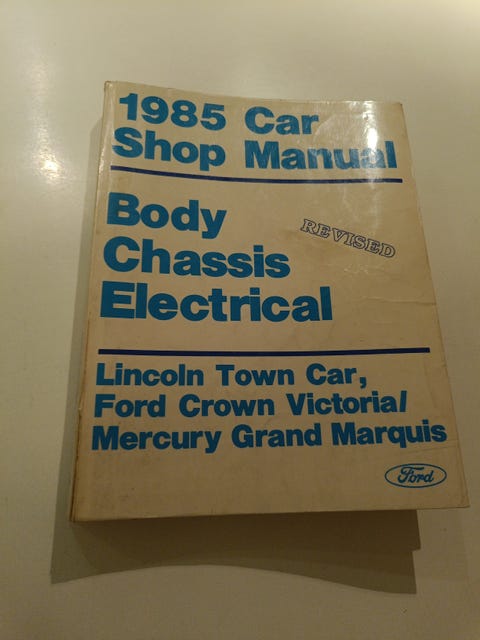 1985 Car
Shop Manual
Body
REVISED
Chassis
Electrical
Lincoln Town Car,
Ford Crown Victoria/
Mercury Grand Marquis
Ford